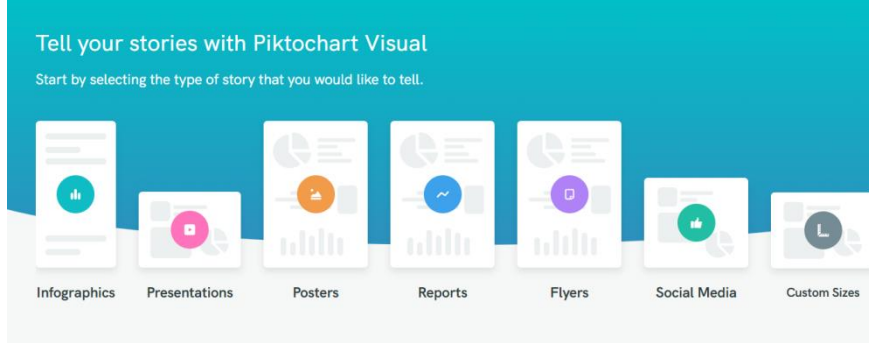 Tell your stories with Piktochart Visual
Start by selecting the type of story that you would like to tell.
Infographics
Presentations
Posters
Reports
Flyers
Social Media
Custom Sizes